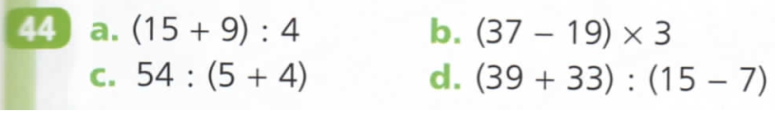 44 a. (15 + 9) : 4 b. (37 – 19) × 3
c. 54 : (5 + 4) d. (39 + 33) : (15 – 7)